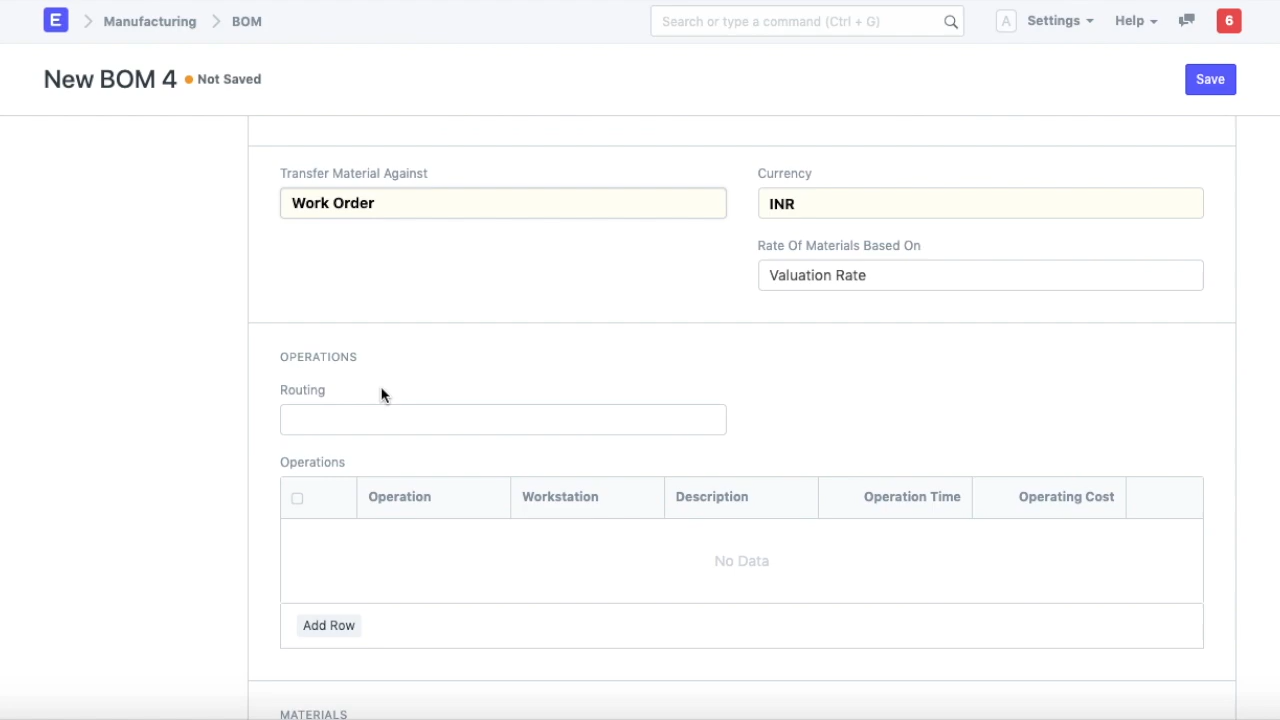 E Manufacturing BOM Search or type a command (Ctrl + G) A Settings Help 6
New BOM 4 Not Saved Save
Transfer Material Against Currency
Work Order INR
Rate Of Materials Based On
Valuation Rate
OPERATIONS
Routing
Operations
Operation Workstation Description Operation Time Operating Cost
No Data
Add Row
MATERIALS